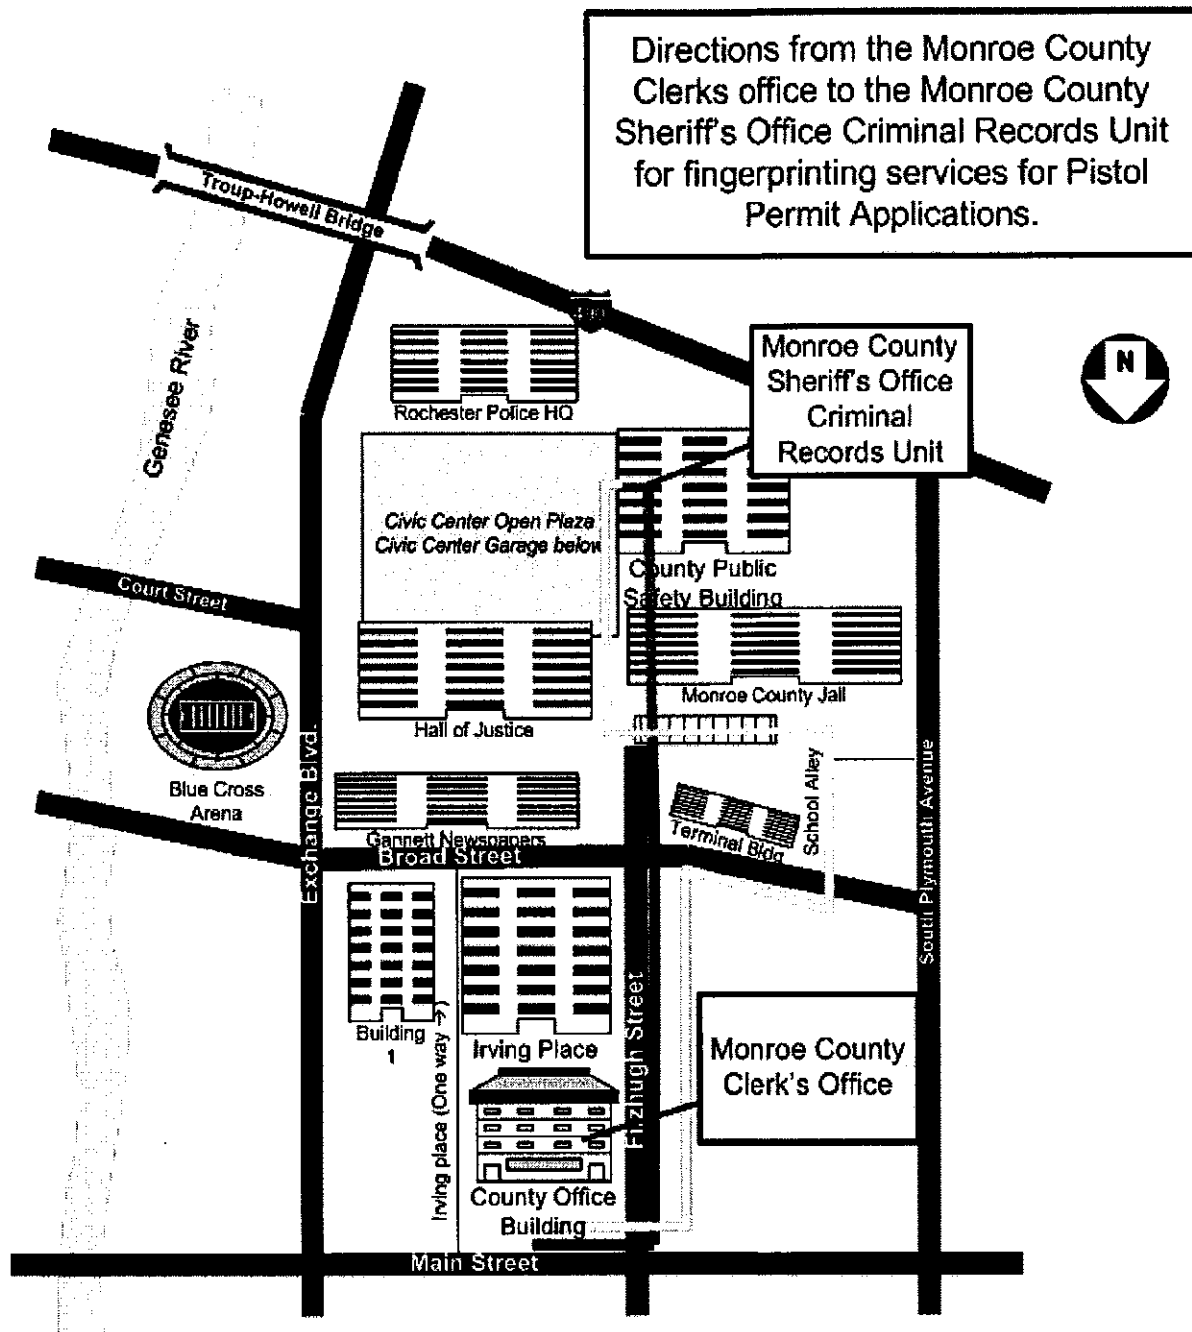 Directions from the Monroe County
Clerks office to the Monroe County
Sheriff's Office Criminal Records Unit
for fingerprinting services for Pistol
Permit Applications.
Troup-Howell Bridge
Genesee River
Monroe County
Sheriff's Office
Criminal
Records Unit
N
Rochester Police HQ
Civic Center Open Plaza
Civic Center Garage below
County Public
Safety Building
Court Street
Monroe County Jail
Hall of Justice
Blue Cross
Arena
Exchange Blvd.
Gannett Newspapers
Terminal Bldg
School Alley
South Plymouth Avenue
Broad Street
Building
1
Irving place (One way →)
Irving Place
Fitzhugh Street
Monroe County
Clerk's Office
County Office
Building
Main Street